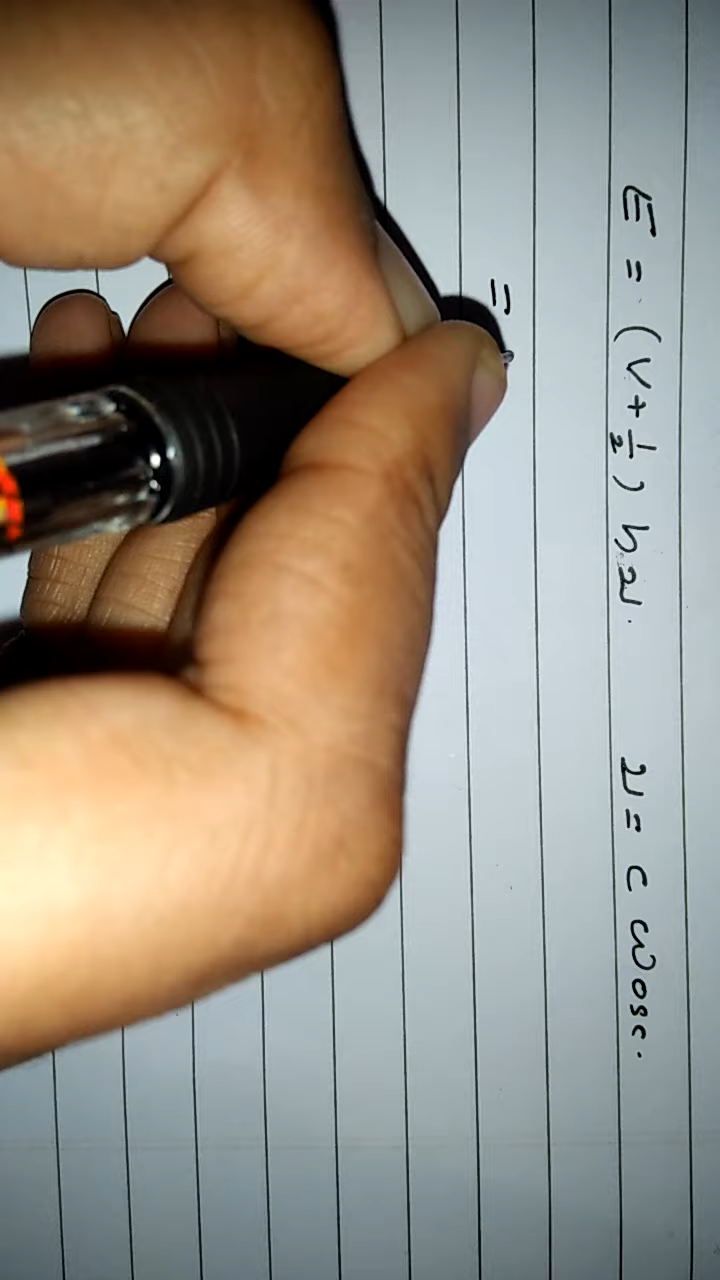 E = (v + 1/2) hν. ν = c ωosc.
=